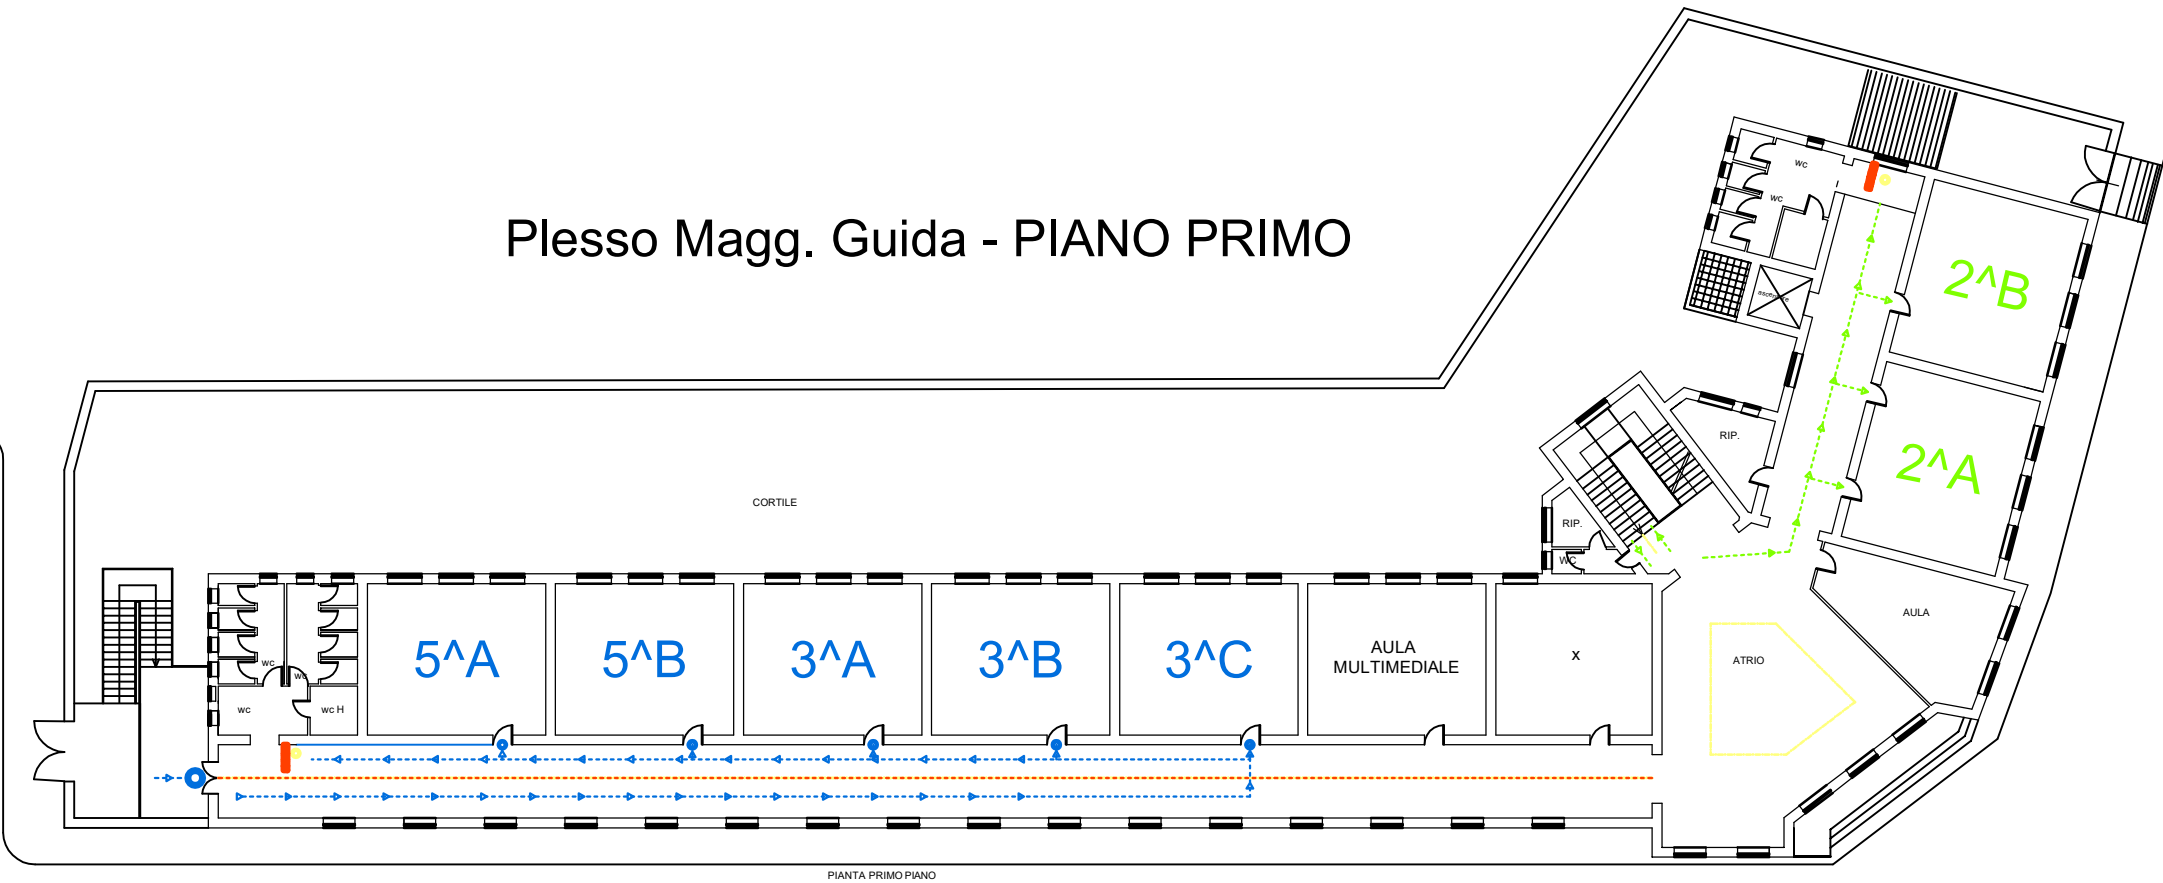 Plesso Magg. Guida - PIANO PRIMO
wc
wc
ascensore
2^B
2^A
RIP.
RIP.
WC
CORTILE
AULA
ATRIO
wc
wc
wc
wc H
5^A
5^B
3^A
3^B
3^C
AULA
MULTIMEDIALE
x
PIANTA PRIMO PIANO